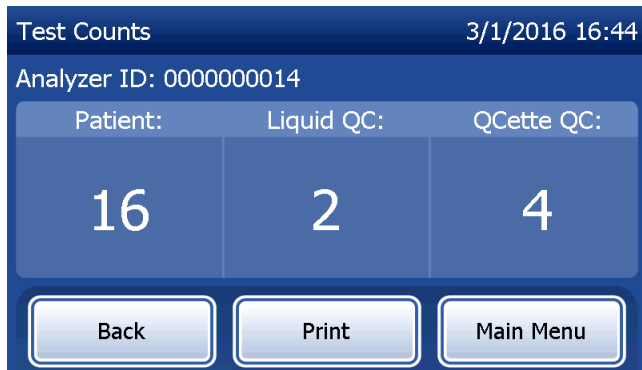 Test Counts 3/1/2016 16:44
Analyzer ID: 0000000014
Patient: Liquid QC: QCette QC:
16 2 4
Back Print Main Menu